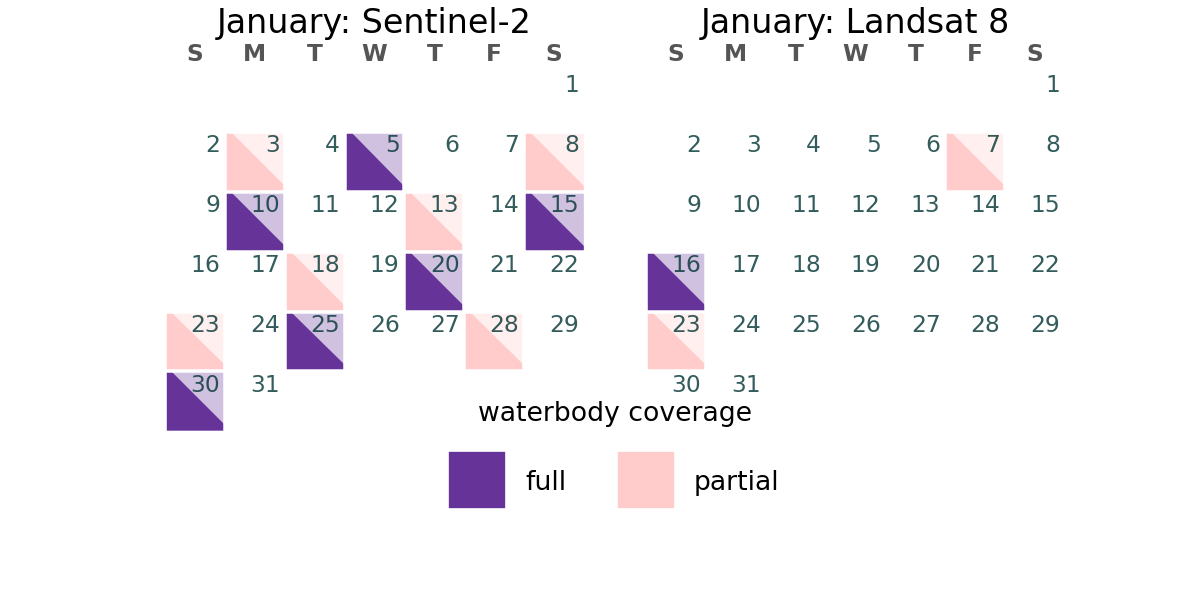 January: Sentinel-2
S M T W T F S
1
2 3 4 5 6 7 8
9 10 11 12 13 14 15
16 17 18 19 20 21 22
23 24 25 26 27 28 29
30 31
January: Landsat 8
S M T W T F S
1
2 3 4 5 6 7 8
9 10 11 12 13 14 15
16 17 18 19 20 21 22
23 24 25 26 27 28 29
30 31
waterbody coverage
full partial